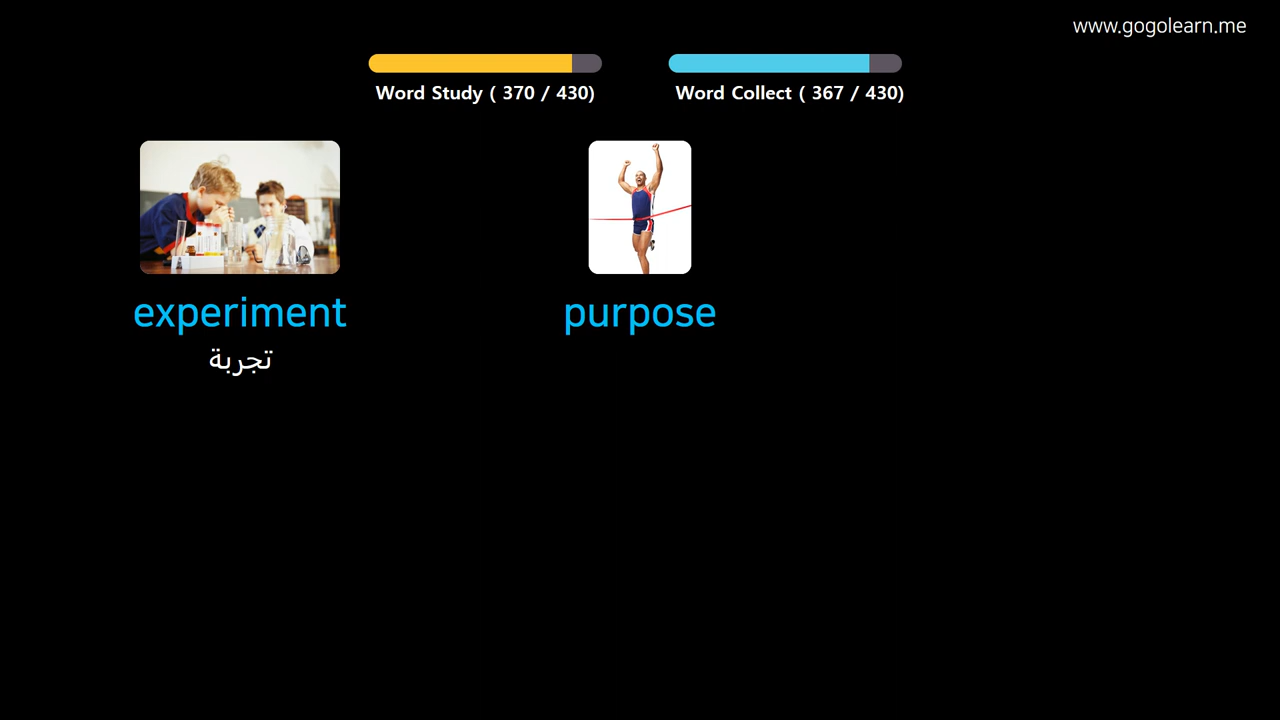 www.gogolearn.me
Word Study ( 370 / 430)
Word Collect ( 367 / 430)
experiment
تجربة
purpose